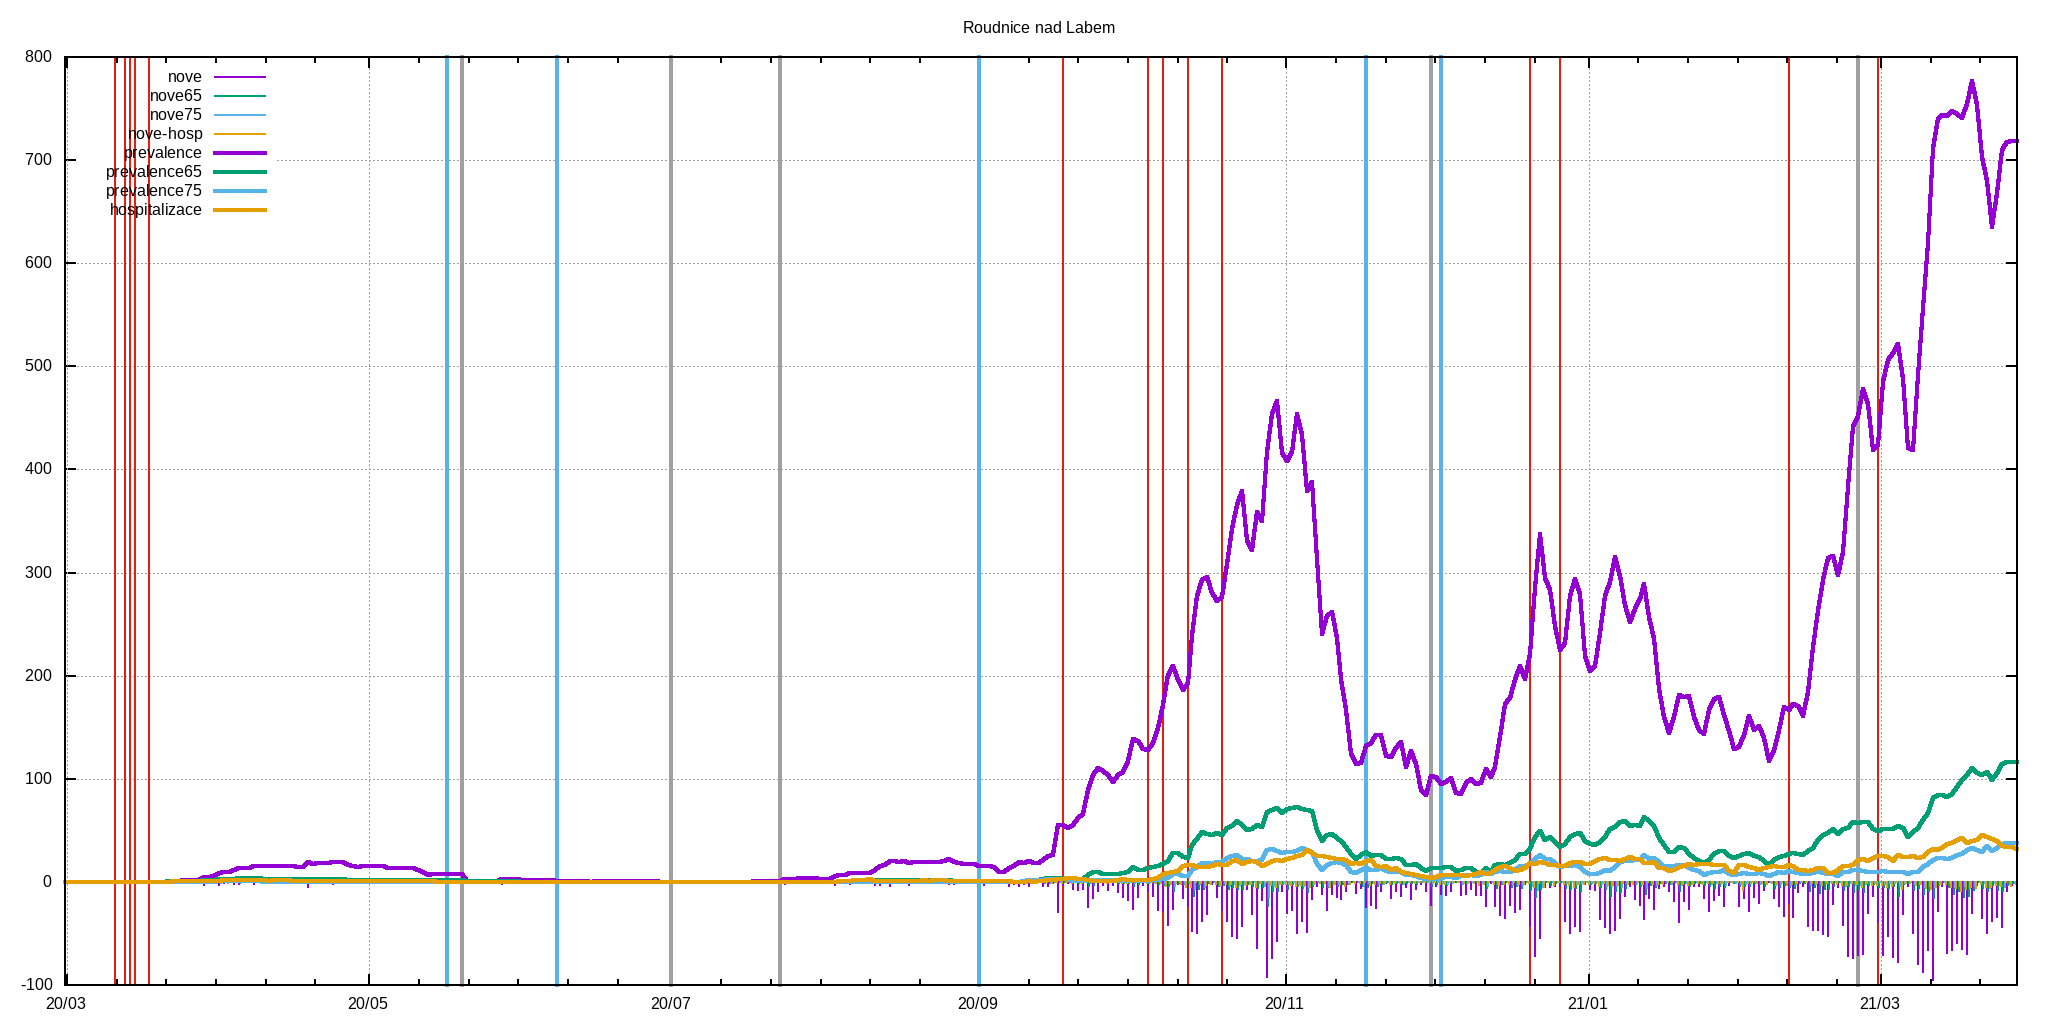 Roudnice nad Labem
800
700
600
500
400
300
200
100
0
-100
nove
nove65
nove75
nove-hosp
prevalence
prevalence65
prevalence75
hospitalizace
20/03 20/05 20/07 20/09 20/11 21/01 21/03